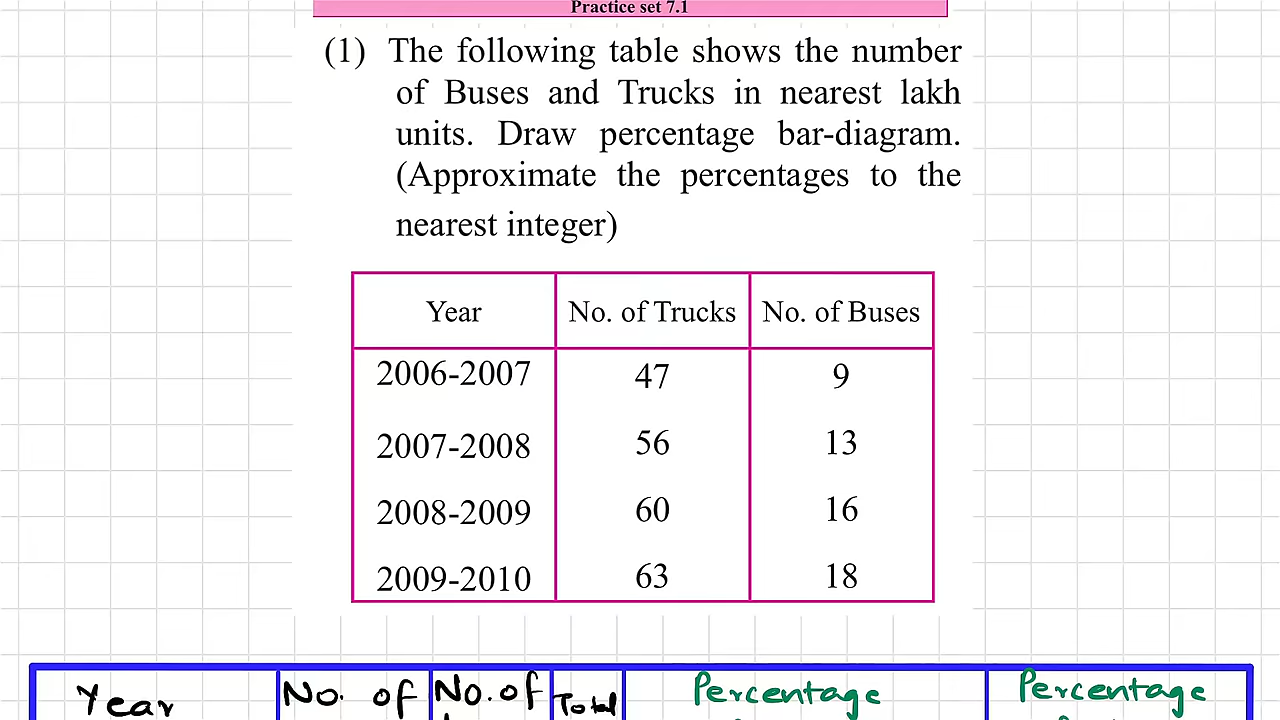 Practice set 7.1
(1) The following table shows the number
of Buses and Trucks in nearest lakh
units. Draw percentage bar-diagram.
(Approximate the percentages to the
nearest integer)
Year No. of Trucks No. of Buses
2006-2007 47 9
2007-2008 56 13
2008-2009 60 16
2009-2010 63 18
Year No. of No. of Total Percentage Percentage